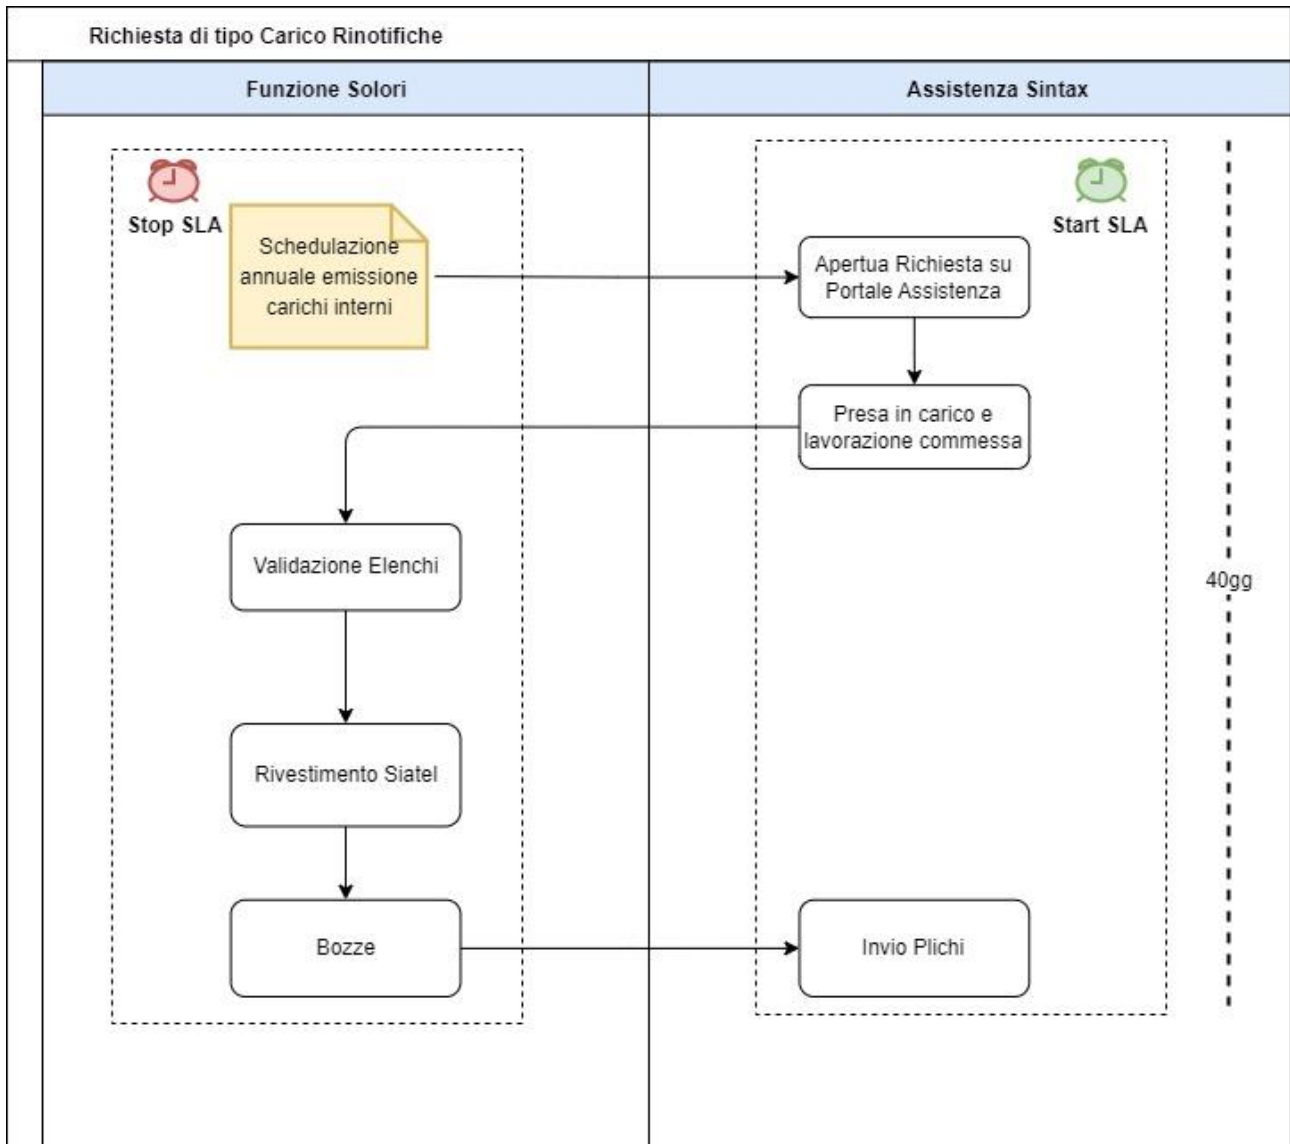 Richiesta di tipo Carico Rinotifiche
Funzione Solori
Assistenza Sintax
Stop SLA
Start SLA
Schedulazione
annuale emissione
carichi interni
Apertua Richiesta su
Portale Assistenza
Presa in carico e
lavorazione commessa
Validazione Elenchi
40gg
Rivestimento Siatel
Bozze
Invio Plichi